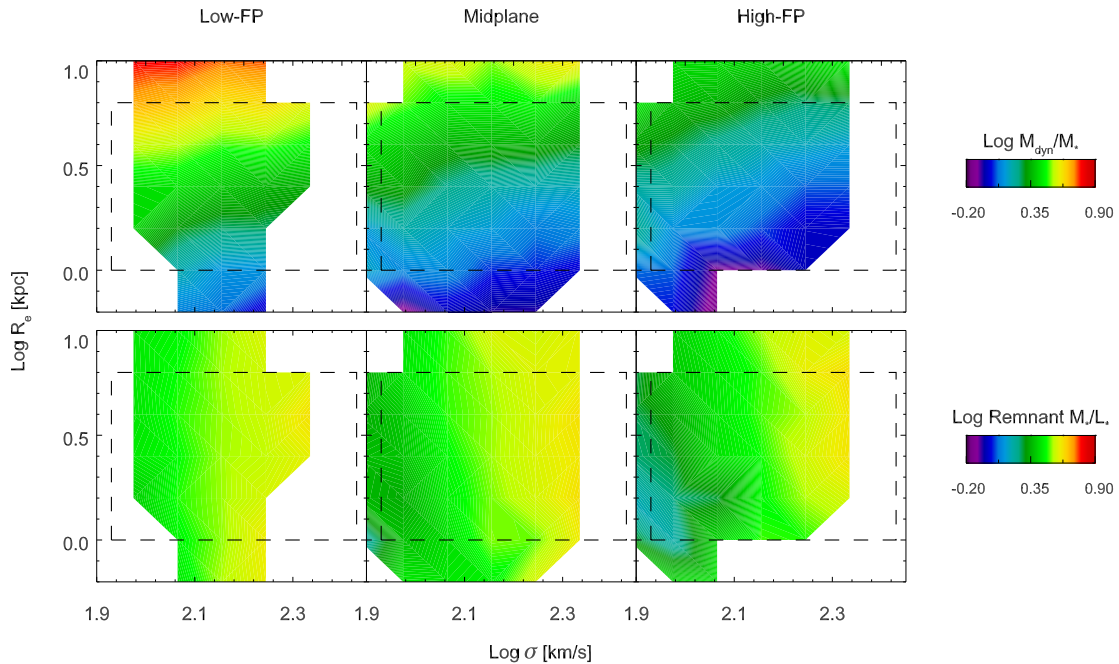 Low-FP Midplane High-FP
1.0
0.5
0.0
Log M_dyn/M_*
-0.20 0.35 0.90
Log R_e [kpc]
1.0
0.5
0.0
Log Remnant M_*/L_*
-0.20 0.35 0.90
1.9 2.1 2.3 1.9 2.1 2.3 1.9 2.1 2.3
Log σ [km/s]